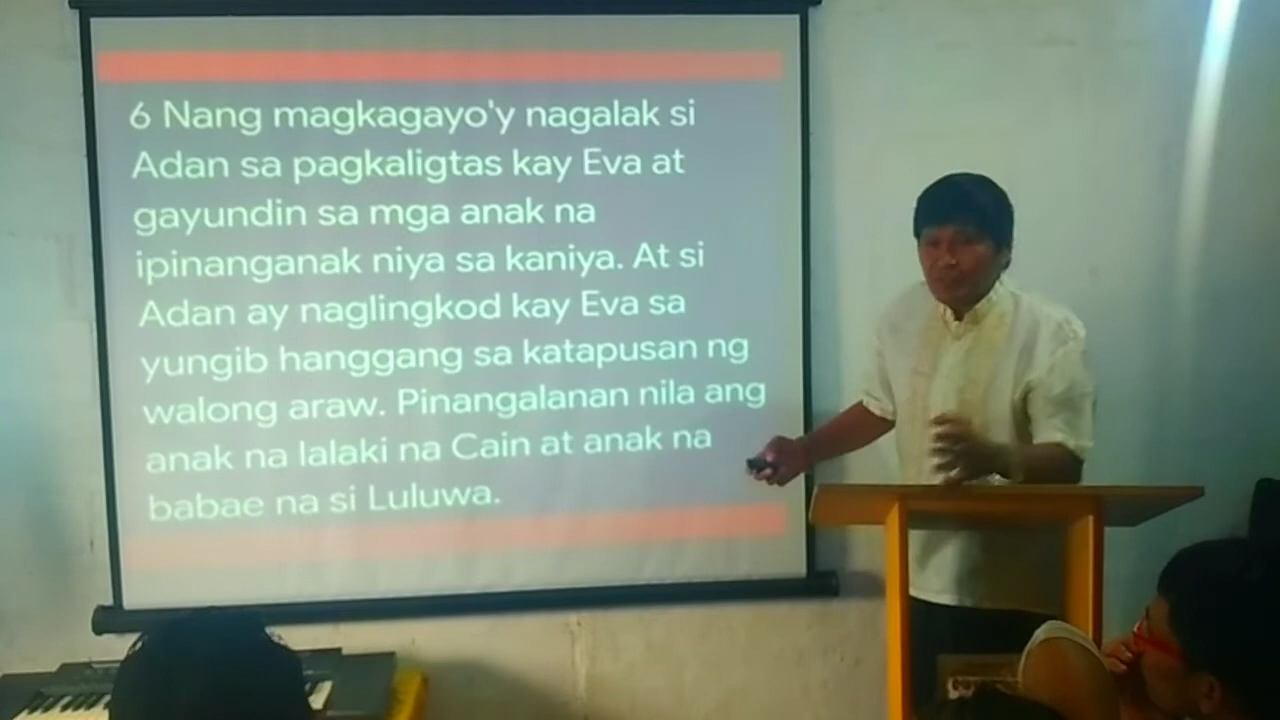 6 Nang magkagayo'y nagalak si
Adan sa pagkaligtas kay Eva at
gayundin sa mga anak na
ipinanganak niya sa kaniya. At si
Adan ay naglingkod kay Eva sa
yungib hanggang sa katapusan ng
walong araw. Pinangalanan nila ang
anak na lalaki na Cain at anak na
babae na si Luluwa.